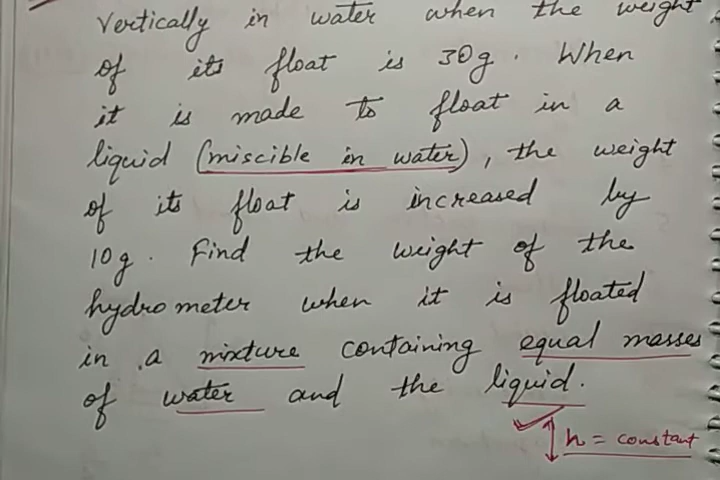 Vertically in water when the weight
of its float is 30g. When
it is made to float in a
liquid (miscible in water), the weight
of its float is increased by
10g. Find the weight of the
hydrometer when it is floated
in a mixture containing equal masses
of water and the liquid.
h = constant